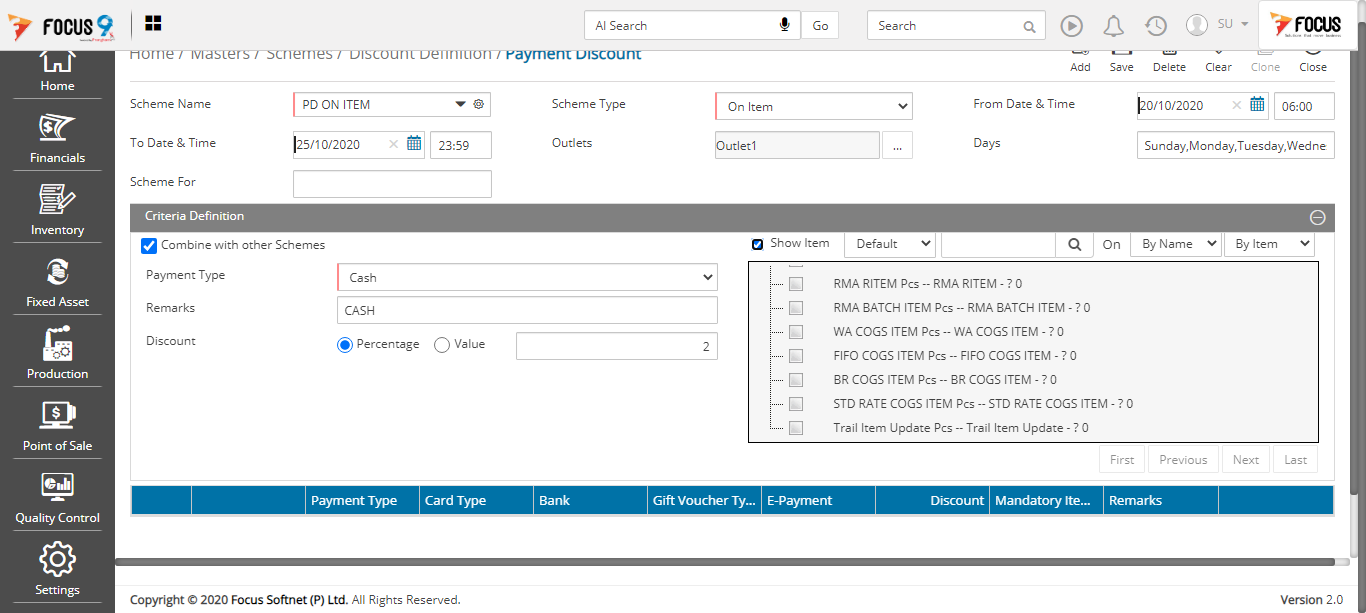 FOCUS 9
AI Search
Go
Search
SU
FOCUS
Home / Masters / Schemes / Discount Definition / Payment Discount
Add Save Delete Clear Clone Close
Home
Financials
Inventory
Fixed Asset
Production
Point of Sale
Quality Control
Settings
Scheme Name PD ON ITEM Scheme Type On Item From Date & Time 20/10/2020 06:00
To Date & Time 25/10/2020 23:59 Outlets Outlet1 ... Days Sunday,Monday,Tuesday,Wedne
Scheme For
Criteria Definition
Combine with other Schemes Show Item Default On By Name By Item
Payment Type Cash
Remarks CASH
Discount Percentage Value 2
RMA RITEM Pcs -- RMA RITEM - ? 0
RMA BATCH ITEM Pcs -- RMA BATCH ITEM - ? 0
WA COGS ITEM Pcs -- WA COGS ITEM - ? 0
FIFO COGS ITEM Pcs -- FIFO COGS ITEM - ? 0
BR COGS ITEM Pcs -- BR COGS ITEM - ? 0
STD RATE COGS ITEM Pcs -- STD RATE COGS ITEM - ? 0
Trail Item Update Pcs -- Trail Item Update - ? 0
First Previous Next Last
Payment Type Card Type Bank Gift Voucher Ty... E-Payment Discount Mandatory Ite... Remarks
Copyright © 2020 Focus Softnet (P) Ltd. All Rights Reserved. Version 2.0